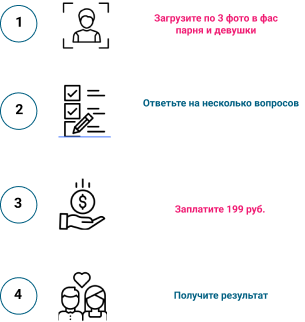 1
Загрузите по 3 фото в фас
парня и девушки
2
Ответьте на несколько вопросов
3
$
Заплатите 199 руб.
4
Получите результат